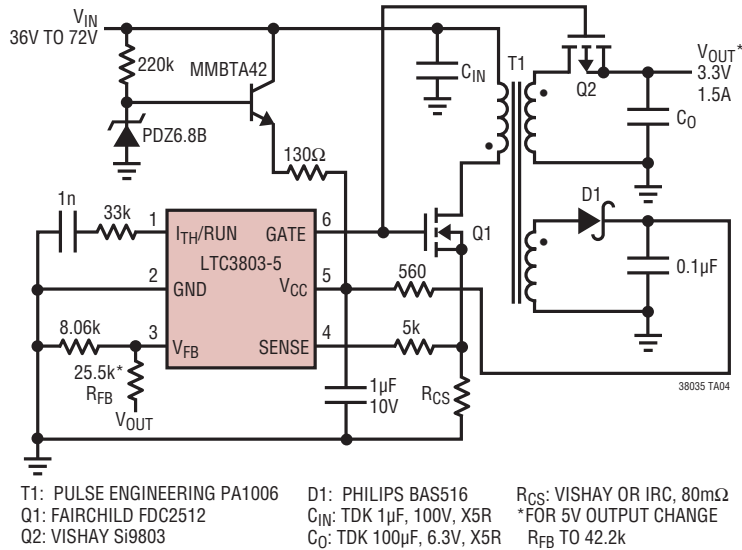 VIN
36V TO 72V
220k
MMBTA42
PDZ6.8B
130Ω
CIN
T1
Q2
VOUT*
3.3V
1.5A
CO
D1
1n
33k
1
ITH/RUN
GATE
6
Q1
LTC3803-5
2
GND
VCC
5
560
0.1µF
8.06k
3
VFB
SENSE
4
5k
25.5k*
RFB
VOUT
1µF
10V
RCS
38035 TA04
T1: PULSE ENGINEERING PA1006
Q1: FAIRCHILD FDC2512
Q2: VISHAY Si9803
D1: PHILIPS BAS516
CIN: TDK 1µF, 100V, X5R
CO: TDK 100µF, 6.3V, X5R
RCS: VISHAY OR IRC, 80mΩ
*FOR 5V OUTPUT CHANGE
RFB TO 42.2k